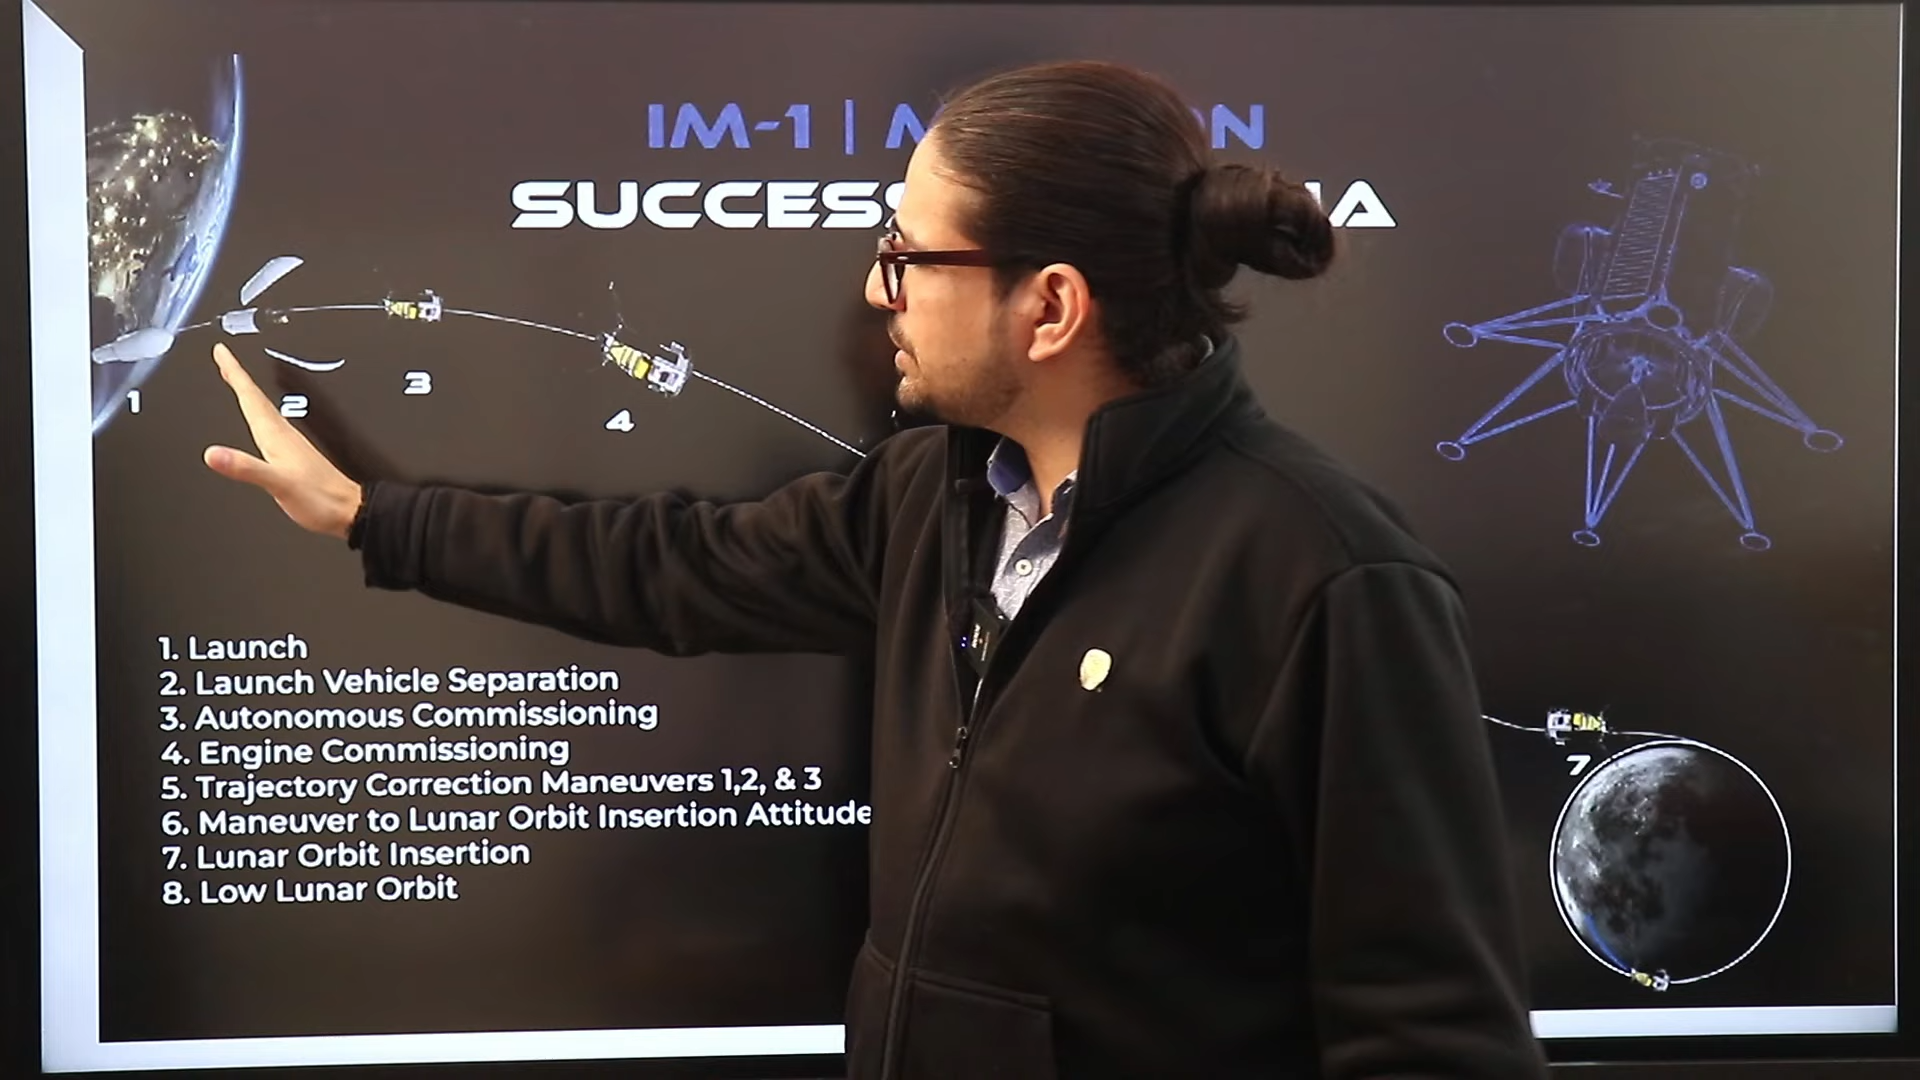 IM-1 |
1
2
3
4
7
1. Launch
2. Launch Vehicle Separation
3. Autonomous Commissioning
4. Engine Commissioning
5. Trajectory Correction Maneuvers 1,2, & 3
6. Maneuver to Lunar Orbit Insertion Attitude
7. Lunar Orbit Insertion
8. Low Lunar Orbit